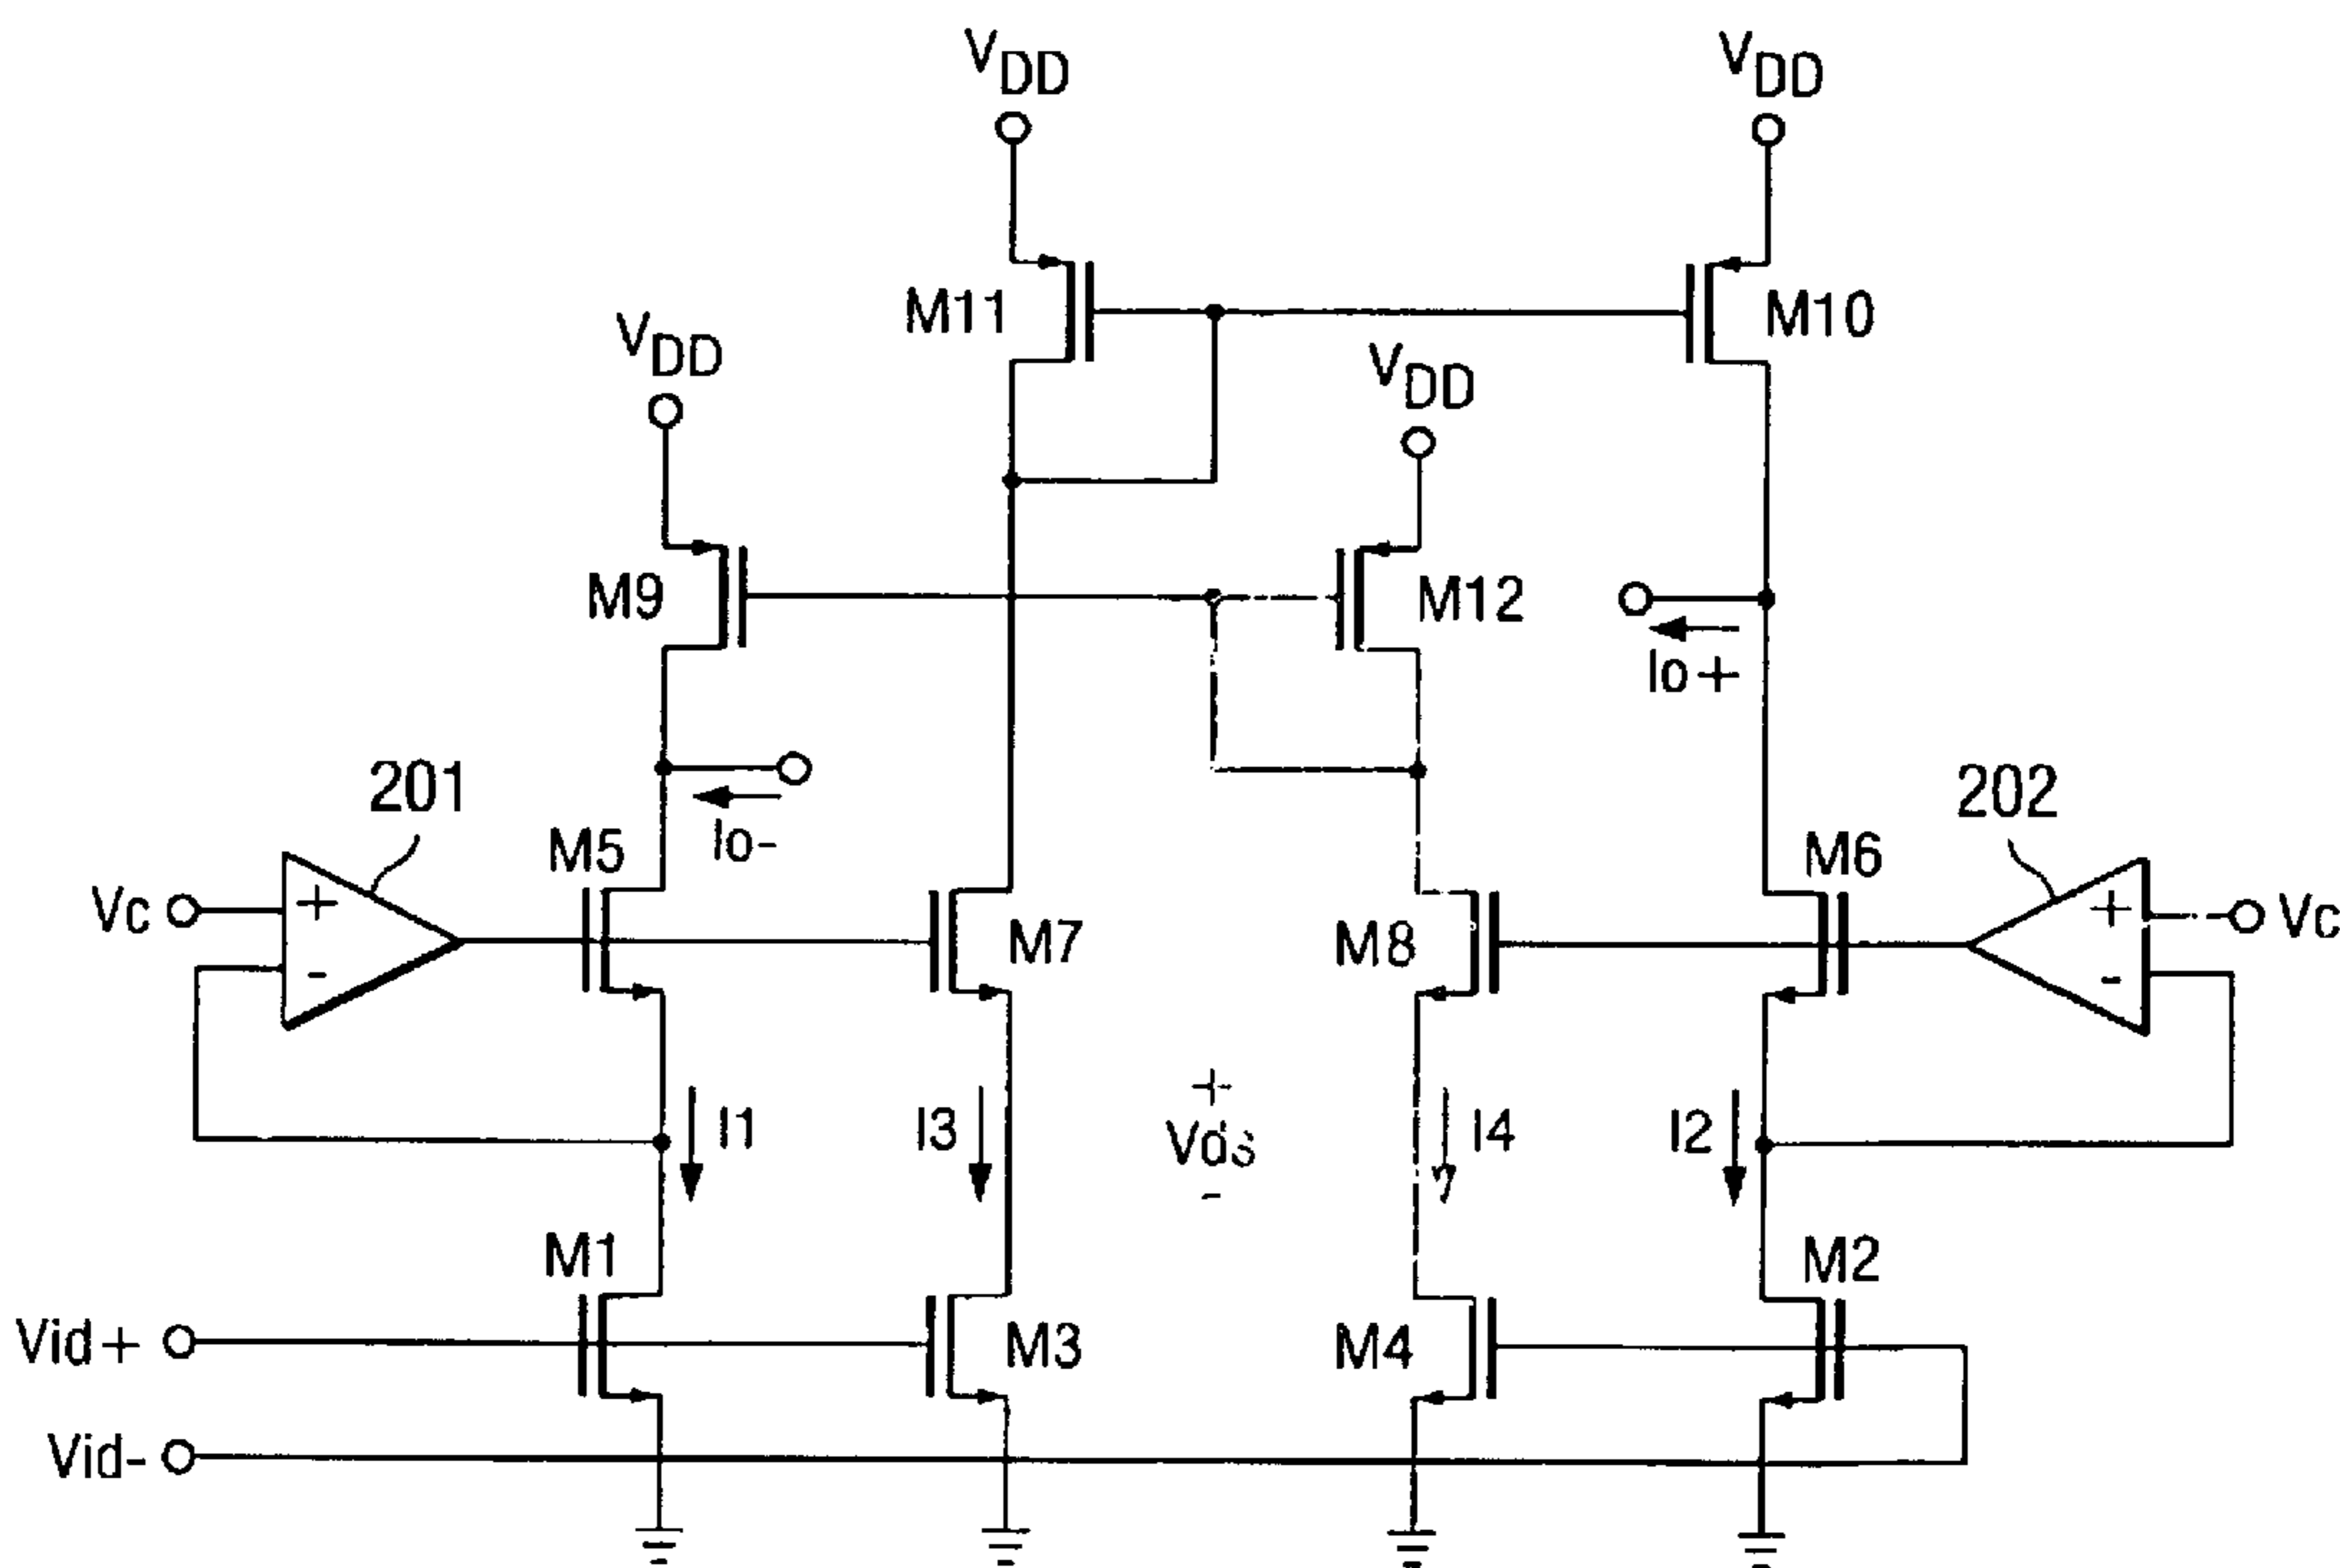 VDD
VDD
M11
M10
VDD
VDD
M9
M12
Io+
201
202
Io-
M5
M6
Vc
+
-
M7
M8
+
-
Vc
I1
I3
+
Vds
-
I4
I2
M1
M2
Vid+
M3
M4
Vid-